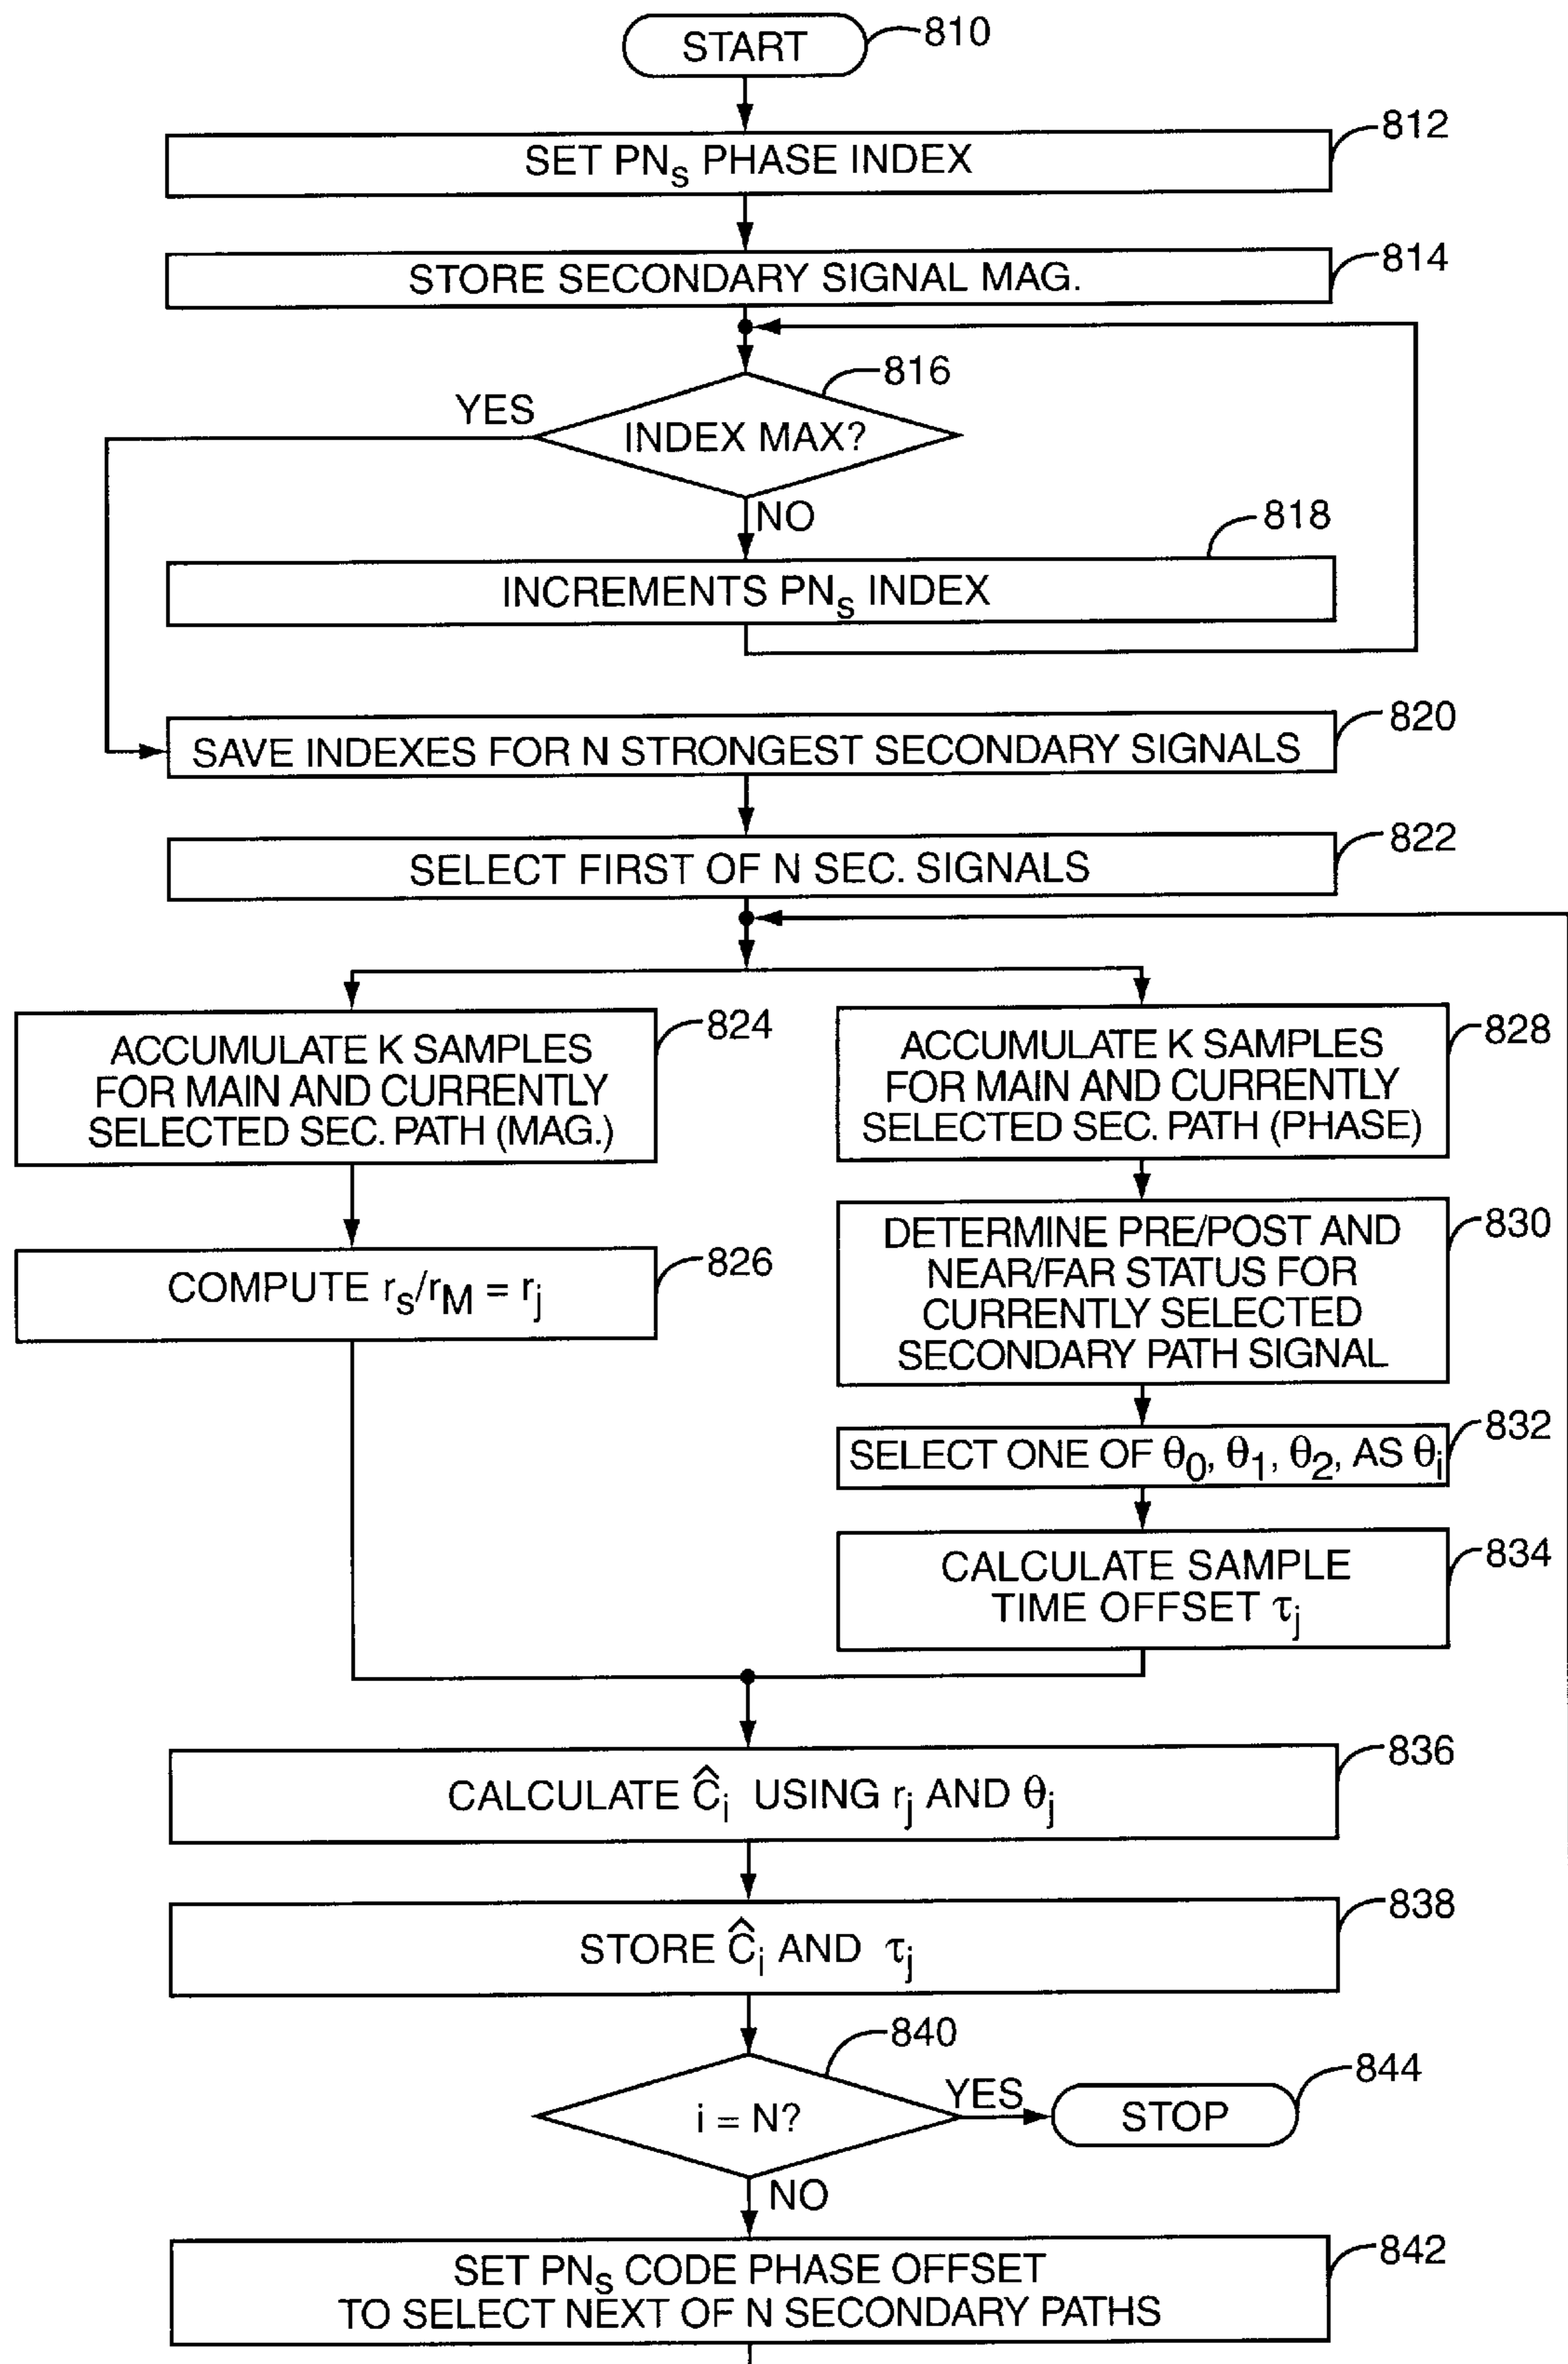 START
810
SET PNs PHASE INDEX
812
STORE SECONDARY SIGNAL MAG.
814
816
YES
INDEX MAX?
NO
818
INCREMENTS PNs INDEX
820
SAVE INDEXES FOR N STRONGEST SECONDARY SIGNALS
822
SELECT FIRST OF N SEC. SIGNALS
824
ACCUMULATE K SAMPLES
FOR MAIN AND CURRENTLY
SELECTED SEC. PATH (MAG.)
826
COMPUTE rs/rM = rj
828
ACCUMULATE K SAMPLES
FOR MAIN AND CURRENTLY
SELECTED SEC. PATH (PHASE)
830
DETERMINE PRE/POST AND
NEAR/FAR STATUS FOR
CURRENTLY SELECTED
SECONDARY PATH SIGNAL
832
SELECT ONE OF θ0, θ1, θ2, AS θi
834
CALCULATE SAMPLE
TIME OFFSET τj
836
CALCULATE Ĉi USING rj AND θj
838
STORE Ĉi AND τj
840
i = N?
YES
STOP
844
NO
842
SET PNs CODE PHASE OFFSET
TO SELECT NEXT OF N SECONDARY PATHS